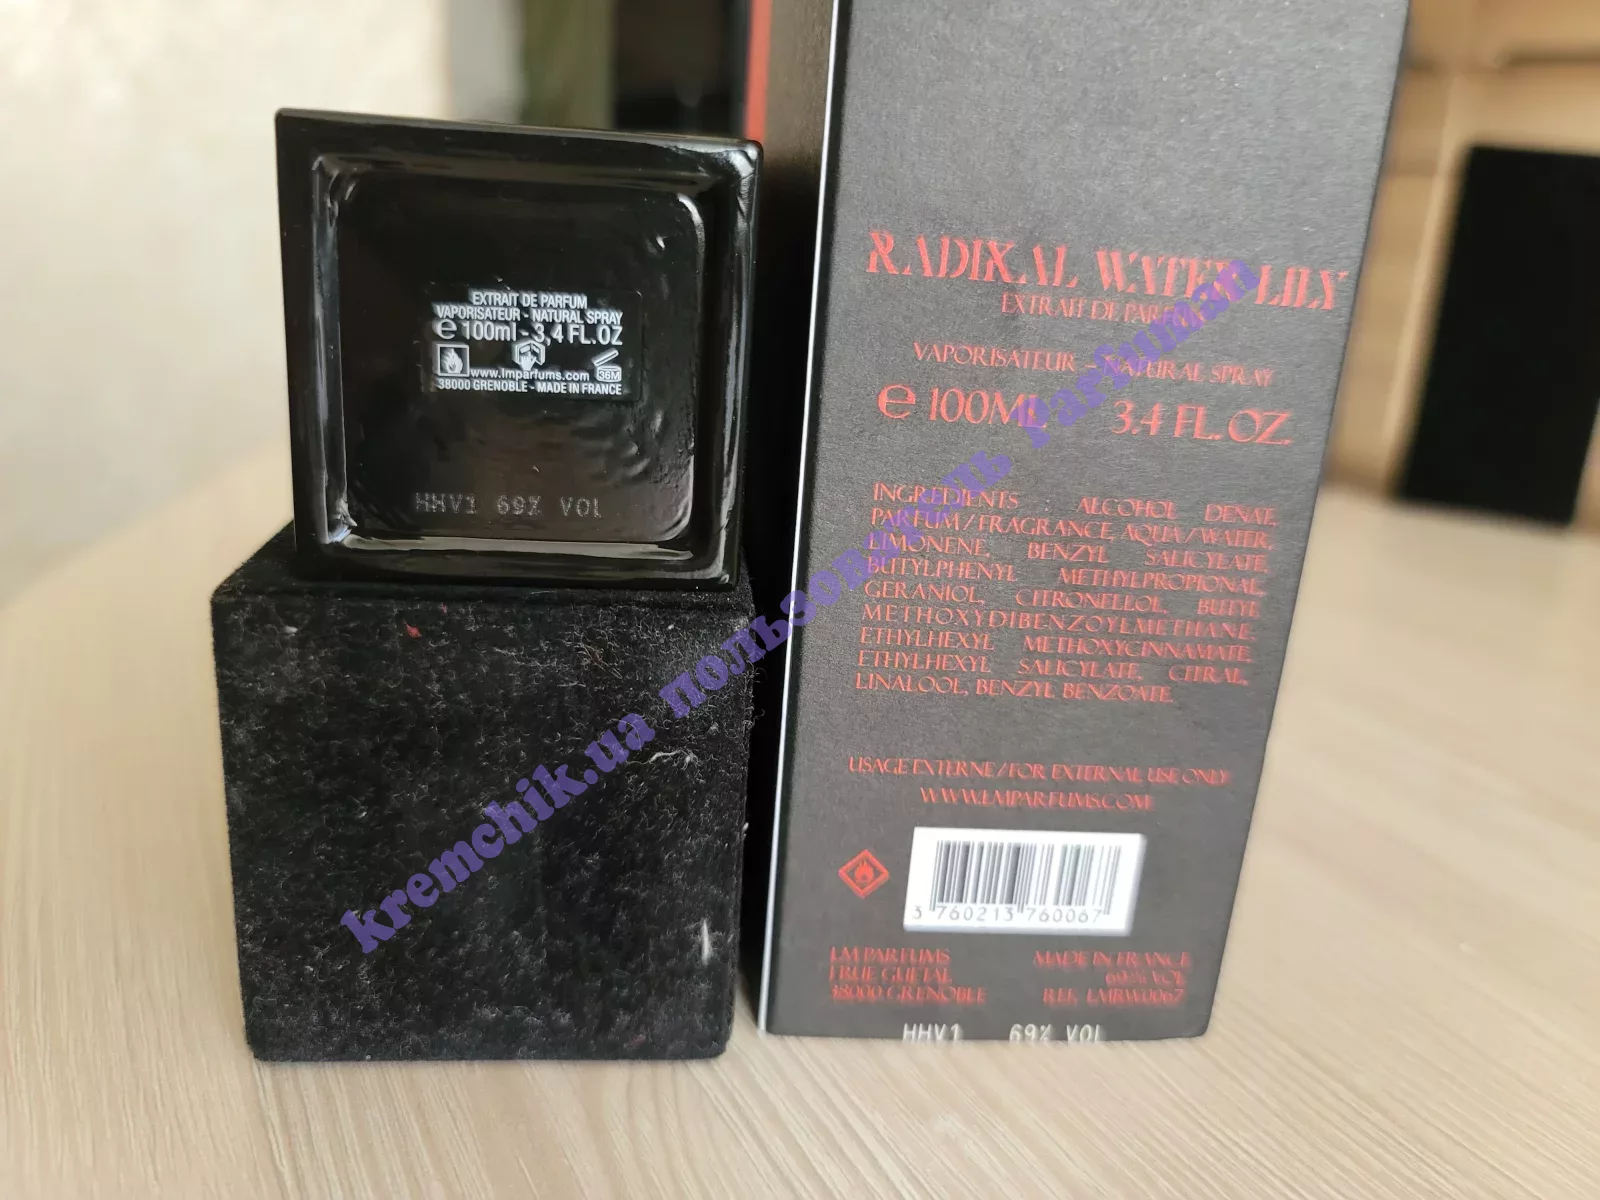 EXTRAIT DE PARFUM
VAPORISATEUR - NATURAL SPRAY
e 100ml - 3,4 FL.OZ
36M
www.lmparfums.com
38000 GRENOBLE - MADE IN FRANCE
HHV1 69% VOL
RADIKAL WATER LILY
EXTRAIT DE PARFUM
VAPORISATEUR - NATURAL SPRAY
e 100ML 3.4 FL. OZ.
INGREDIENTS : ALCOHOL DENAT,
PARFUM/FRAGRANCE, AQUA/WATER,
LIMONENE, BENZYL SALICYLATE,
BUTYLPHENYL METHYLPROPIONAL,
GERANIOL, CITRONELLOL, BUTYL
METHOXYDIBENZOYLMETHANE,
ETHYLHEXYL METHOXYCINNAMATE,
ETHYLHEXYL SALICYLATE, CITRAL,
LINALOOL, BENZYL BENZOATE.
USAGE EXTERNE/FOR EXTERNAL USE ONLY
WWW.LMPARFUMS.COM
3 760213 760067
LM PARFUMS MADE IN FRANCE
1 RUE GUETAL 69% VOL
38000 GRENOBLE REF. LMRW0067
HHV1 69% VOL
kremchik.ua пользователь Parfuman